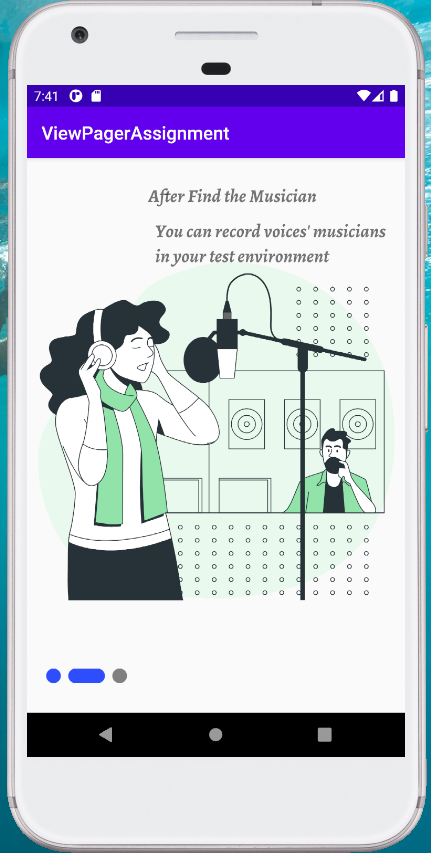 7:41
ViewPagerAssignment
After Find the Musician
You can record voices' musicians
in your test environment